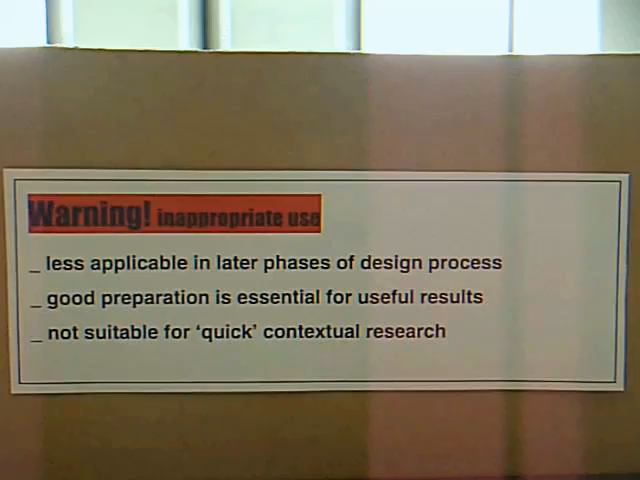 Warning! inappropriate use
_ less applicable in later phases of design process
_ good preparation is essential for useful results
_ not suitable for ‘quick’ contextual research